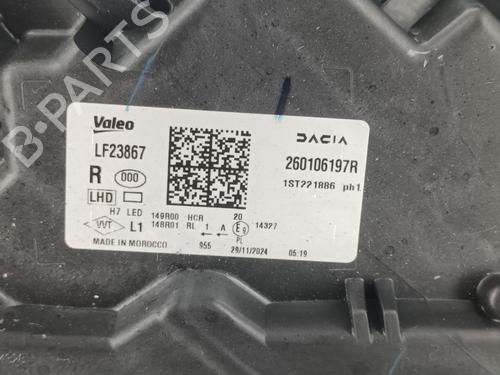 Valeo DACIA
LF23867 260106197R
R 000 1ST221886 ph1
LHD
H7 LED 149R00 HCR 20
L1 148R01 RL 1 A E9 14327
PL
MADE IN MOROCCO 955 29/11/2024 05:19
B-Parts